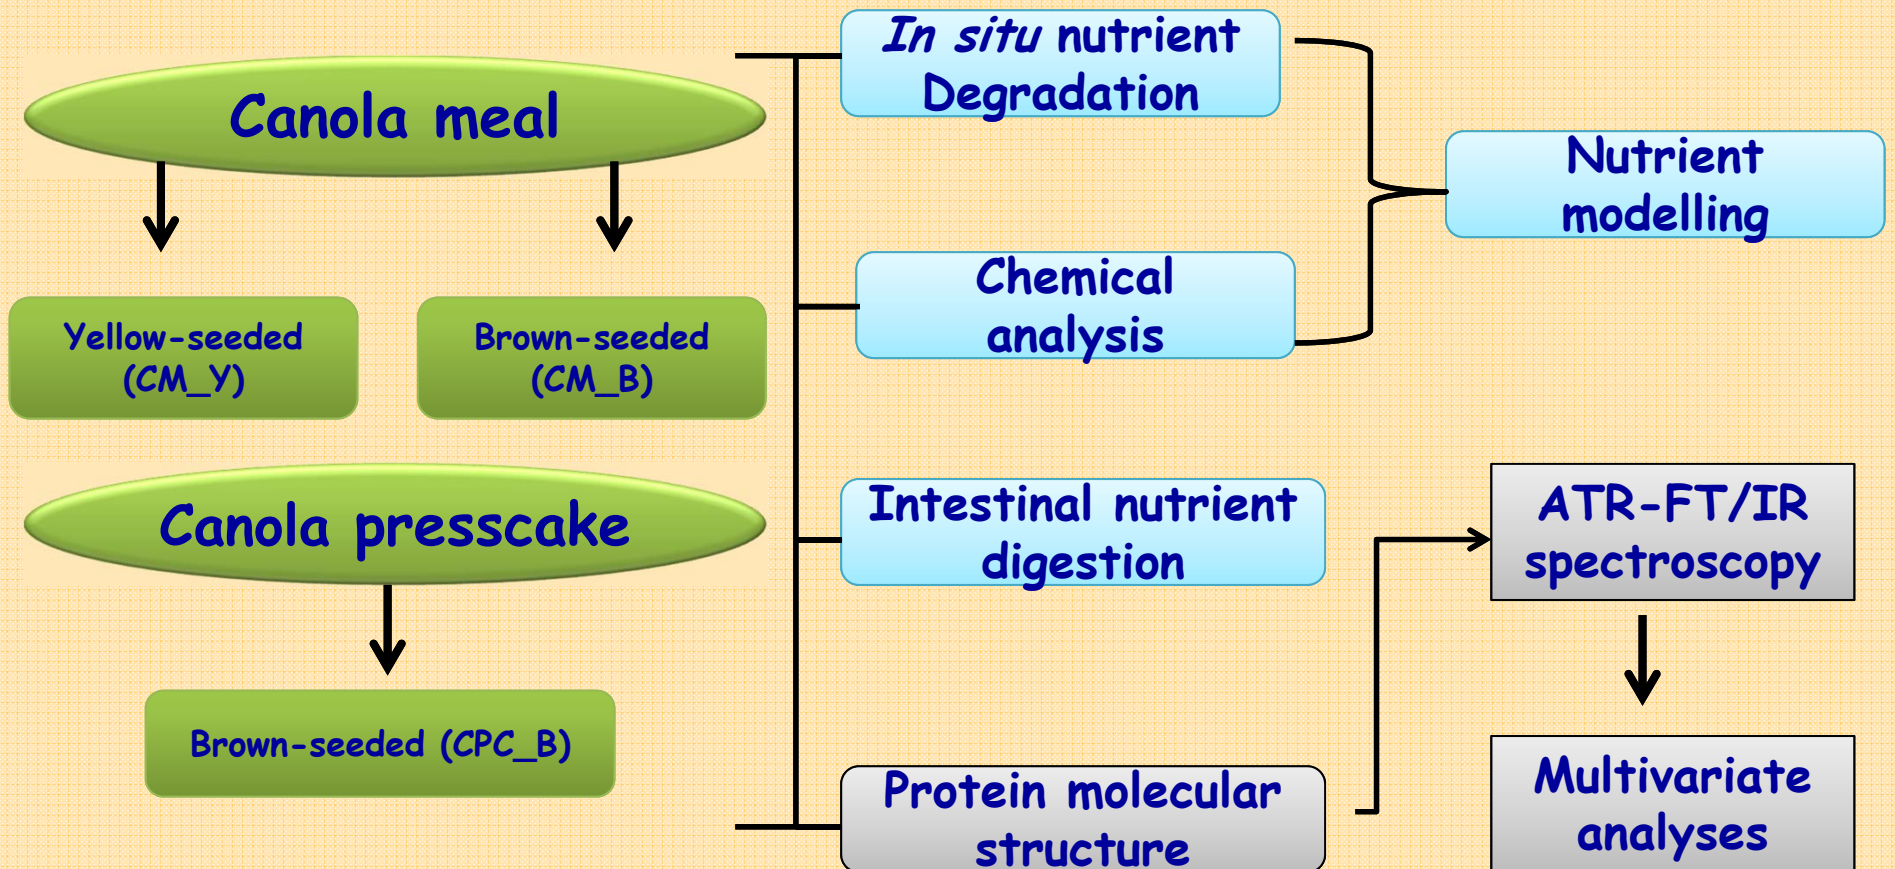 Canola meal
Yellow-seeded
(CM_Y)
Brown-seeded
(CM_B)
Canola presscake
Brown-seeded (CPC_B)
In situ nutrient
Degradation
Chemical
analysis
Intestinal nutrient
digestion
Protein molecular
structure
Nutrient
modelling
ATR-FT/IR
spectroscopy
Multivariate
analyses